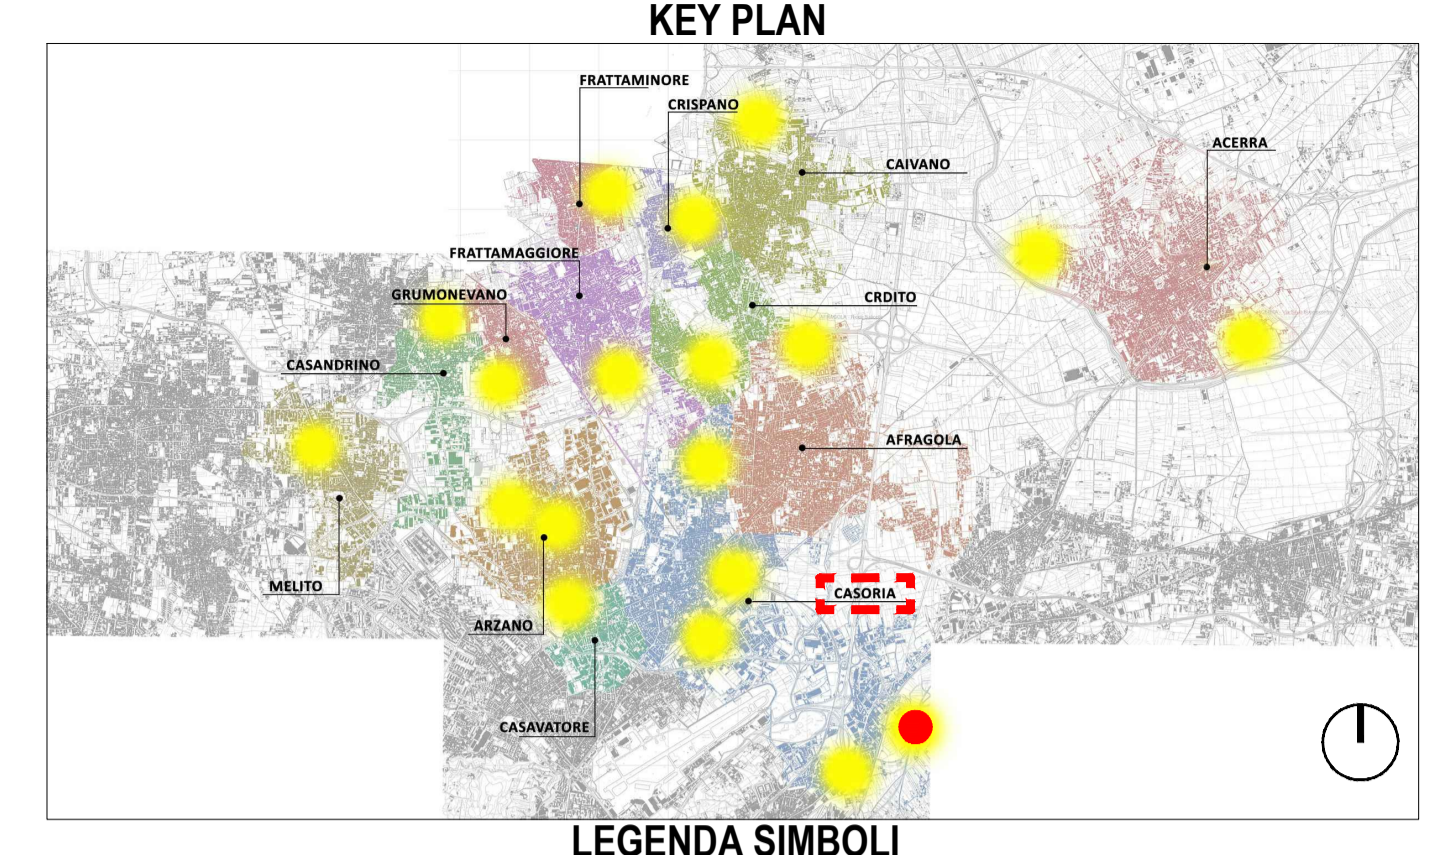 KEY PLAN
FRATTAMINORE
CRISPANO
ACERRA
CAIVANO
FRATTAMAGGIORE
GRUMONEVANO
CRDITO
CASANDRINO
AFRAGOLA
MELITO
CASORIA
ARZANO
CASAVATORE
LEGENDA SIMBOLI